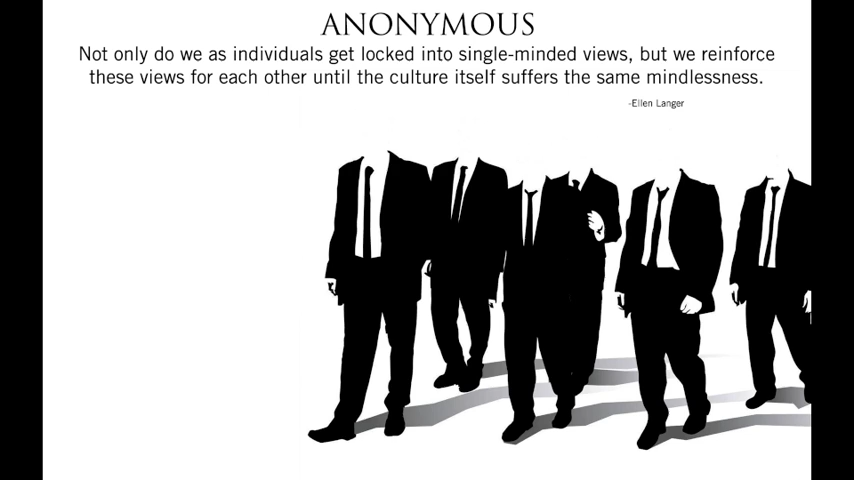 ANONYMOUS
Not only do we as individuals get locked into single-minded views, but we reinforce
these views for each other until the culture itself suffers the same mindlessness.
-Ellen Langer